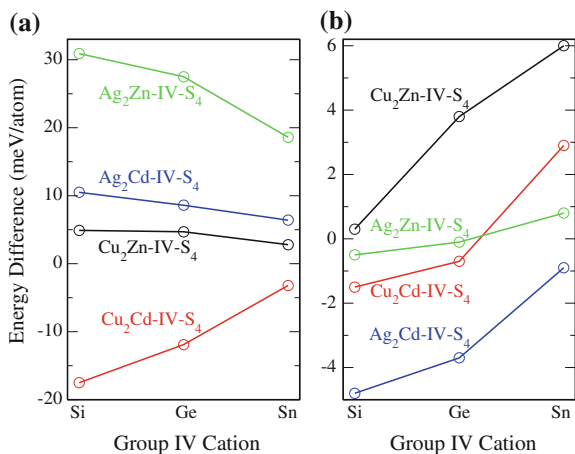 (a)
Energy Difference (meV/atom)
30
20
10
0
-10
-20
Ag₂Zn-IV-S₄
Ag₂Cd-IV-S₄
Cu₂Zn-IV-S₄
Cu₂Cd-IV-S₄
Si Ge Sn
Group IV Cation
(b)
6
4
2
0
-2
-4
Cu₂Zn-IV-S₄
Ag₂Zn-IV-S₄
Cu₂Cd-IV-S₄
Ag₂Cd-IV-S₄
Si Ge Sn
Group IV Cation